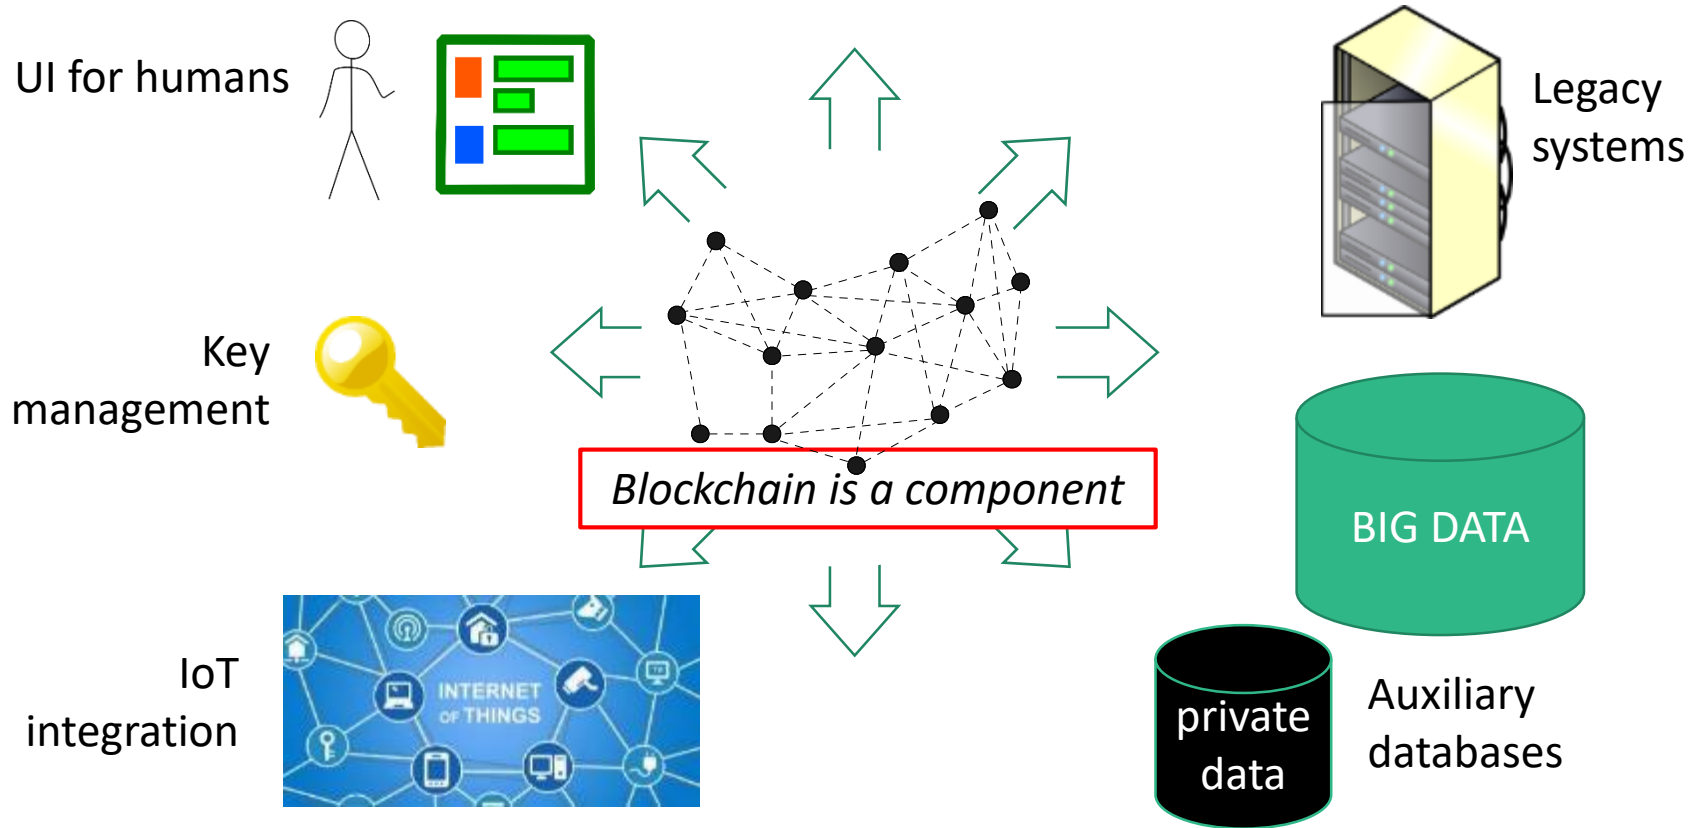 UI for humans
Legacy
systems
Key
management
Blockchain is a component
BIG DATA
IoT
integration
INTERNET
OF THINGS
TV
private
data
Auxiliary
databases